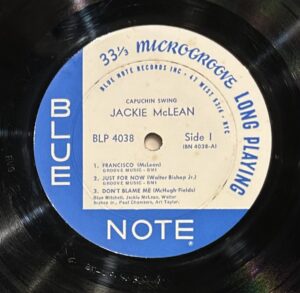 33⅓ MICROGROOVE LONG PLAYING
BLUE NOTE RECORDS INC • 47 WEST 63rd • NYC
CAPUCHIN SWING
JACKIE McLEAN
BLP 4038 Side 1
(BN 4038-A)
1. FRANCISCO (McLean)
GROOVE MUSIC - BMI
2. JUST FOR NOW (Walter Bishop Jr.)
GROOVE MUSIC - BMI
3. DON'T BLAME ME (McHugh-Fields)
Blue Mitchell, Jackie McLean, Walter
Bishop Jr., Paul Chambers, Art Taylor.
BLUE
NOTE®